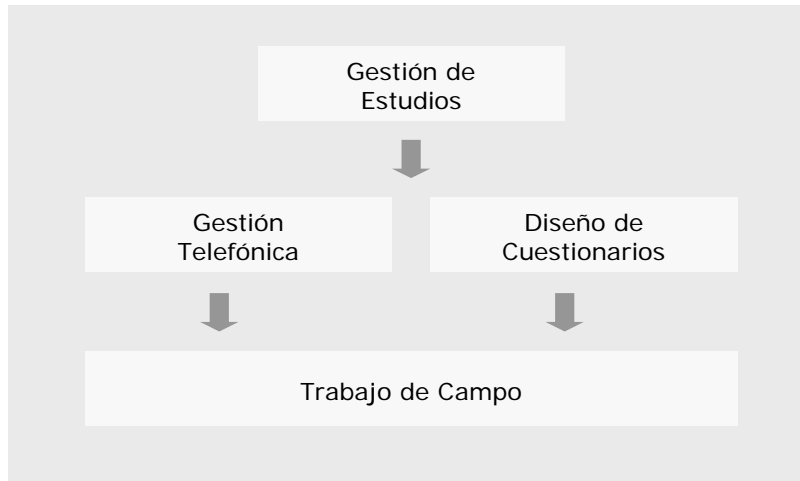 Gestión de
Estudios
Gestión
Telefónica
Diseño de
Cuestionarios
Trabajo de Campo